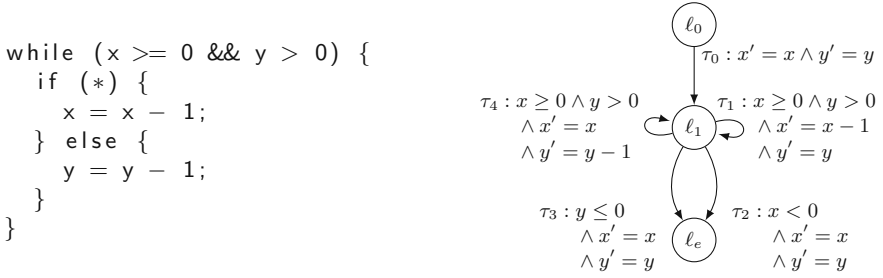 while (x >= 0 && y > 0) {
  if (*) {
    x = x - 1;
  } else {
    y = y - 1;
  }
}
ℓ₀
τ₀ : x′ = x ∧ y′ = y
τ₄ : x ≥ 0 ∧ y > 0
∧ x′ = x
∧ y′ = y − 1
ℓ₁
τ₁ : x ≥ 0 ∧ y > 0
∧ x′ = x − 1
∧ y′ = y
τ₃ : y ≤ 0
∧ x′ = x
∧ y′ = y
ℓₑ
τ₂ : x < 0
∧ x′ = x
∧ y′ = y